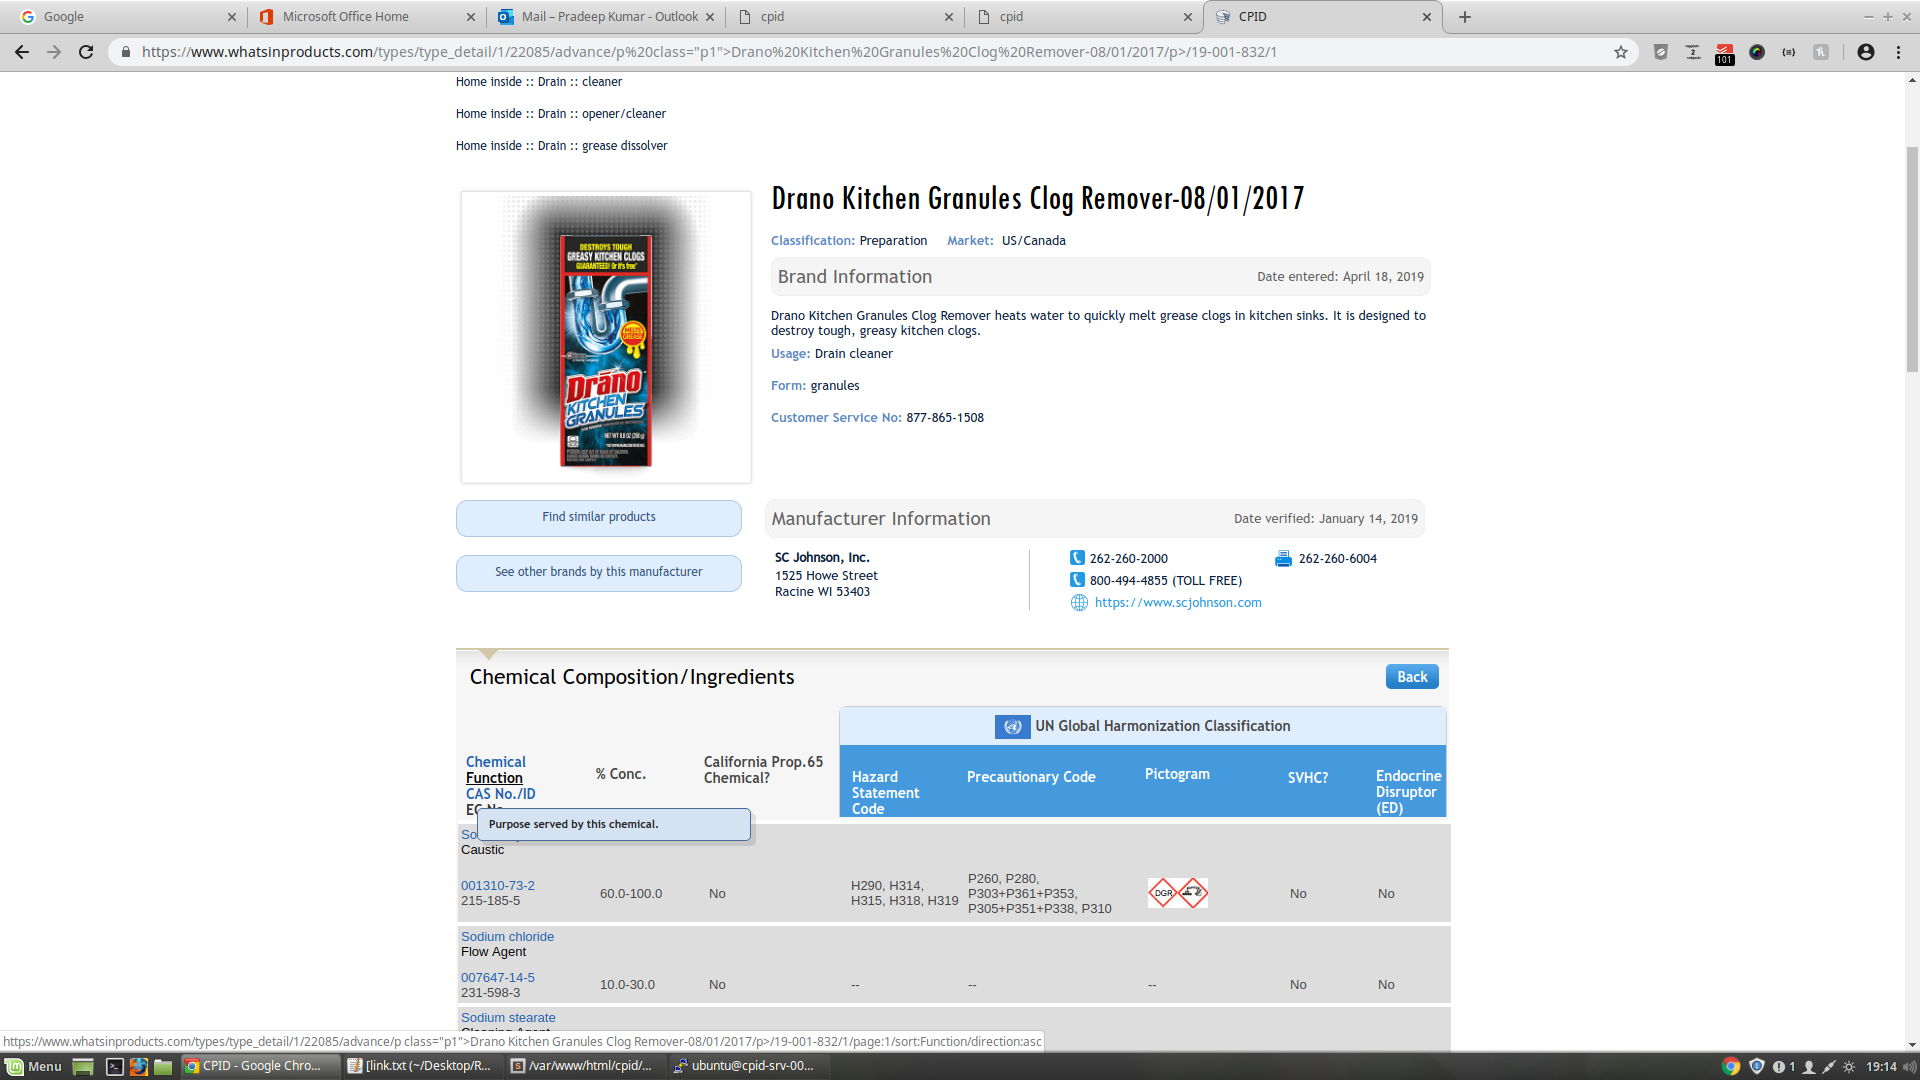 Google
Microsoft Office Home
Mail – Pradeep Kumar - Outlook
cpid
cpid
CPID
https://www.whatsinproducts.com/types/type_detail/1/22085/advance/p%20class="p1">Drano%20Kitchen%20Granules%20Clog%20Remover-08/01/2017/p>/19-001-832/1
2
101
Home inside :: Drain :: cleaner
Home inside :: Drain :: opener/cleaner
Home inside :: Drain :: grease dissolver
DESTROYS TOUGH
GREASY KITCHEN CLOGS
GUARANTEED! Or it's free*
MELTS
GREASE
Drano
KITCHEN
GRANULES
Drano Kitchen Granules Clog Remover-08/01/2017
Classification: Preparation Market: US/Canada
Brand Information Date entered: April 18, 2019
Drano Kitchen Granules Clog Remover heats water to quickly melt grease clogs in kitchen sinks. It is designed to
destroy tough, greasy kitchen clogs.
Usage: Drain cleaner
Form: granules
Customer Service No: 877-865-1508
Find similar products
See other brands by this manufacturer
Manufacturer Information Date verified: January 14, 2019
SC Johnson, Inc.
1525 Howe Street
Racine WI 53403
262-260-2000
262-260-6004
800-494-4855 (TOLL FREE)
https://www.scjohnson.com
Chemical Composition/Ingredients
Back
UN Global Harmonization Classification
Chemical
Function
CAS No./ID
% Conc.
California Prop.65
Chemical?
Hazard
Statement
Code
Precautionary Code
Pictogram
SVHC?
Endocrine
Disruptor
(ED)
Purpose served by this chemical.
Caustic
001310-73-2
215-185-5
60.0-100.0
No
H290, H314,
H315, H318, H319
P260, P280,
P303+P361+P353,
P305+P351+P338, P310
DGR
No
No
Sodium chloride
Flow Agent
007647-14-5
231-598-3
10.0-30.0
No
--
--
--
No
No
Sodium stearate
https://www.whatsinproducts.com/types/type_detail/1/22085/advance/p class="p1">Drano Kitchen Granules Clog Remover-08/01/2017/p>/19-001-832/1/page:1/sort:Function/direction:asc
Menu
CPID - Google Chro...
[link.txt (~/Desktop/R...
/var/www/html/cpid/...
ubuntu@cpid-srv-00...
1
19:14